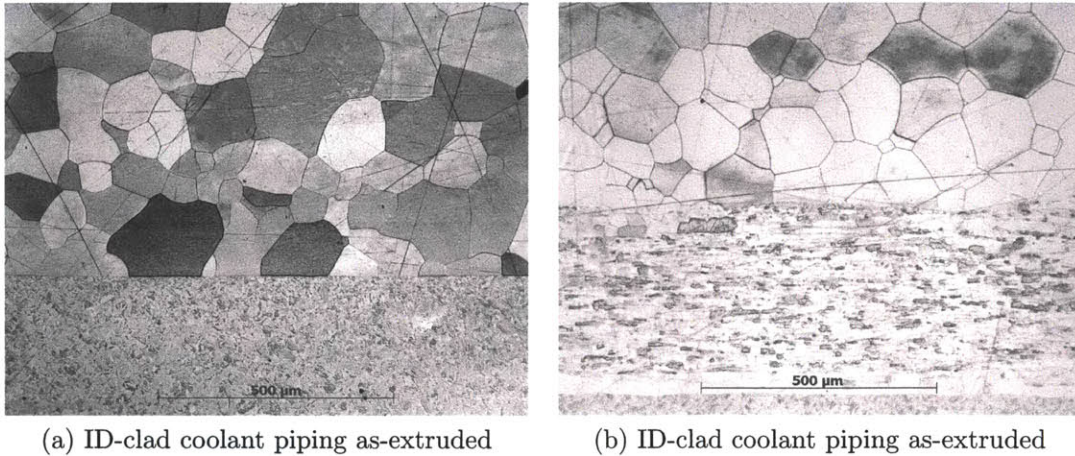 500 µm
500 µm
(a) ID-clad coolant piping as-extruded
(b) ID-clad coolant piping as-extruded